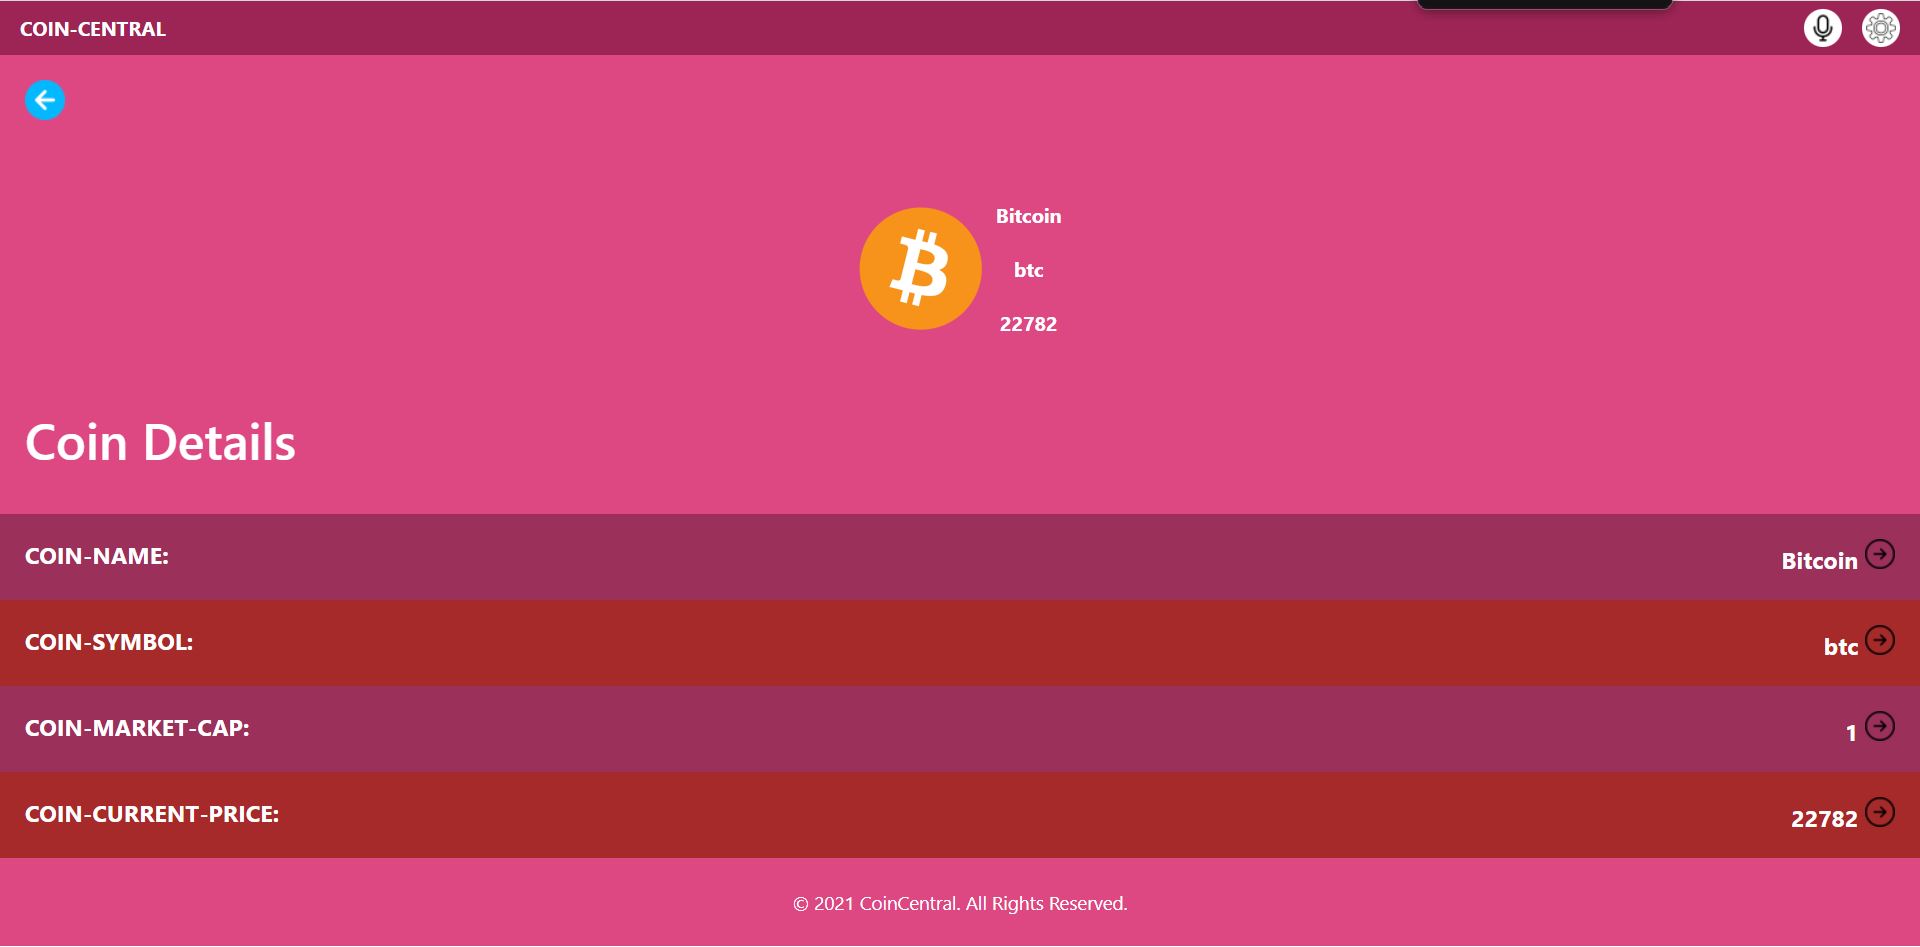 COIN-CENTRAL
Bitcoin
btc
22782
Coin Details
COIN-NAME:
Bitcoin
COIN-SYMBOL:
btc
COIN-MARKET-CAP:
1
COIN-CURRENT-PRICE:
22782
© 2021 CoinCentral. All Rights Reserved.